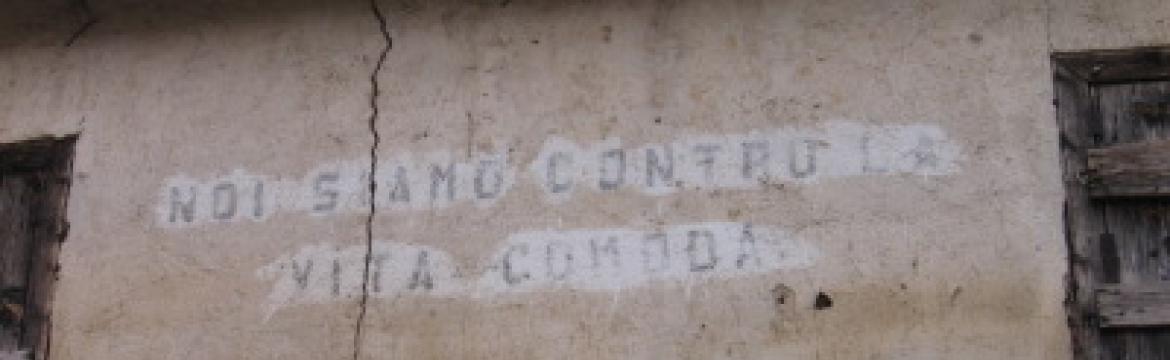 NOI SIAMO CONTRO LA
VITA COMODA